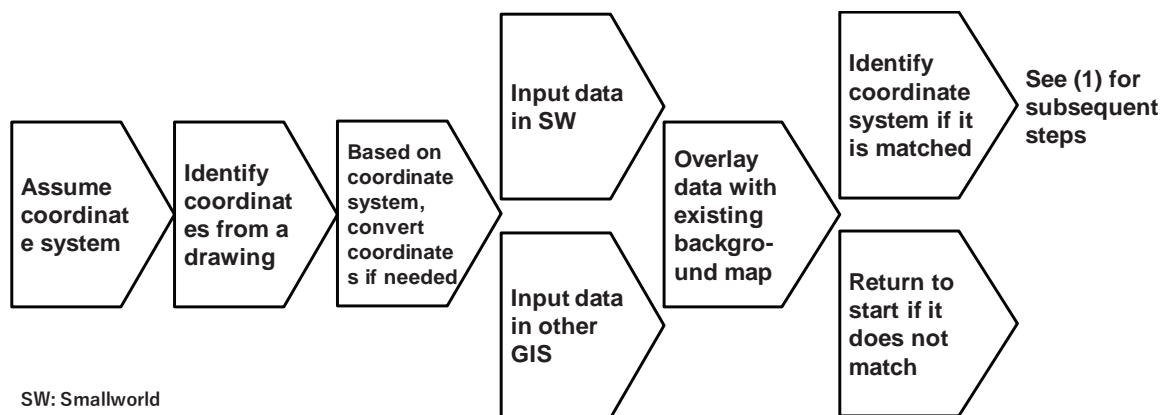 Assume
coordinat
e system
Identify
coordinat
es from a
drawing
Based on
coordinate
system,
convert
coordinate
s if needed
Input data
in SW
Input data
in other
GIS
Overlay
data with
existing
backgro-
und map
Identify
coordinate
system if it
is matched
Return to
start if it
does not
match
See (1) for
subsequent
steps
SW: Smallworld